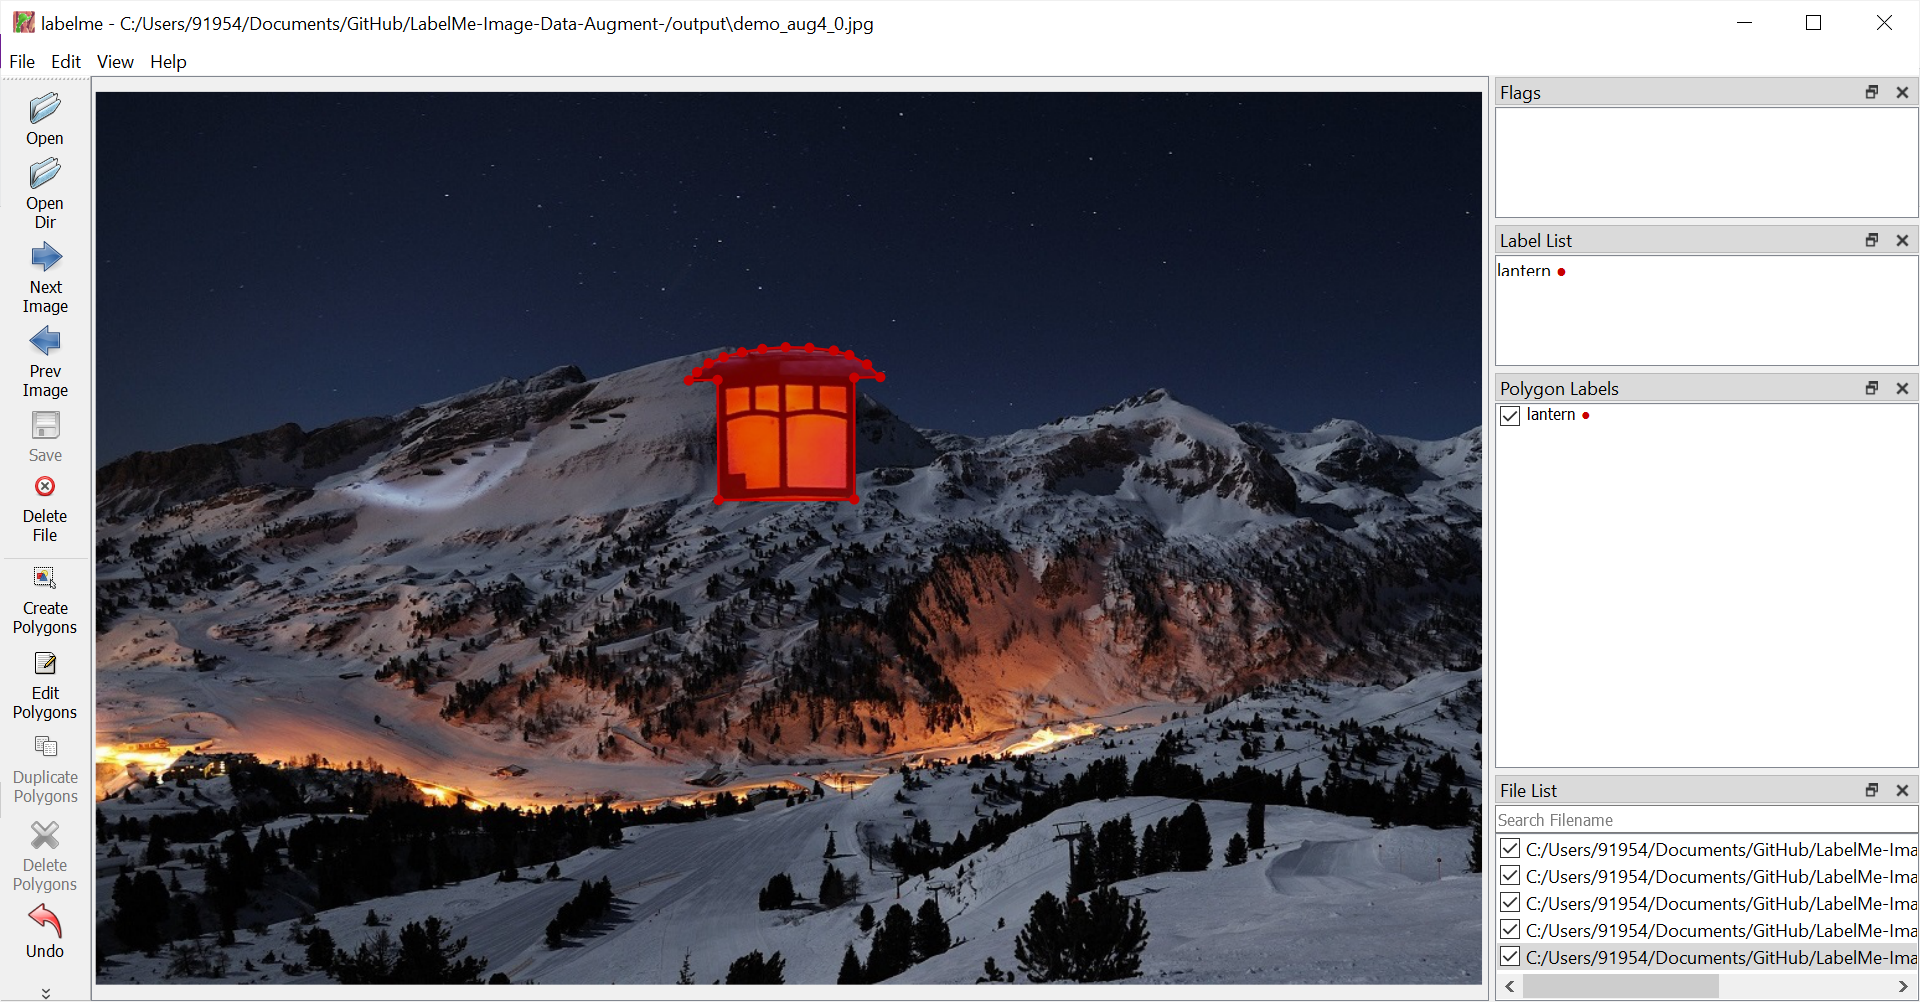 labelme - C:/Users/91954/Documents/GitHub/LabelMe-Image-Data-Augment-/output\demo_aug4_0.jpg
File Edit View Help
Open
Open
Dir
Next
Image
Prev
Image
Save
Delete
File
Create
Polygons
Edit
Polygons
Duplicate
Polygons
Delete
Polygons
Undo
Flags
Label List
lantern
Polygon Labels
lantern
File List
Search Filename
C:/Users/91954/Documents/GitHub/LabelMe-Ima
C:/Users/91954/Documents/GitHub/LabelMe-Ima
C:/Users/91954/Documents/GitHub/LabelMe-Ima
C:/Users/91954/Documents/GitHub/LabelMe-Ima
C:/Users/91954/Documents/GitHub/LabelMe-Ima